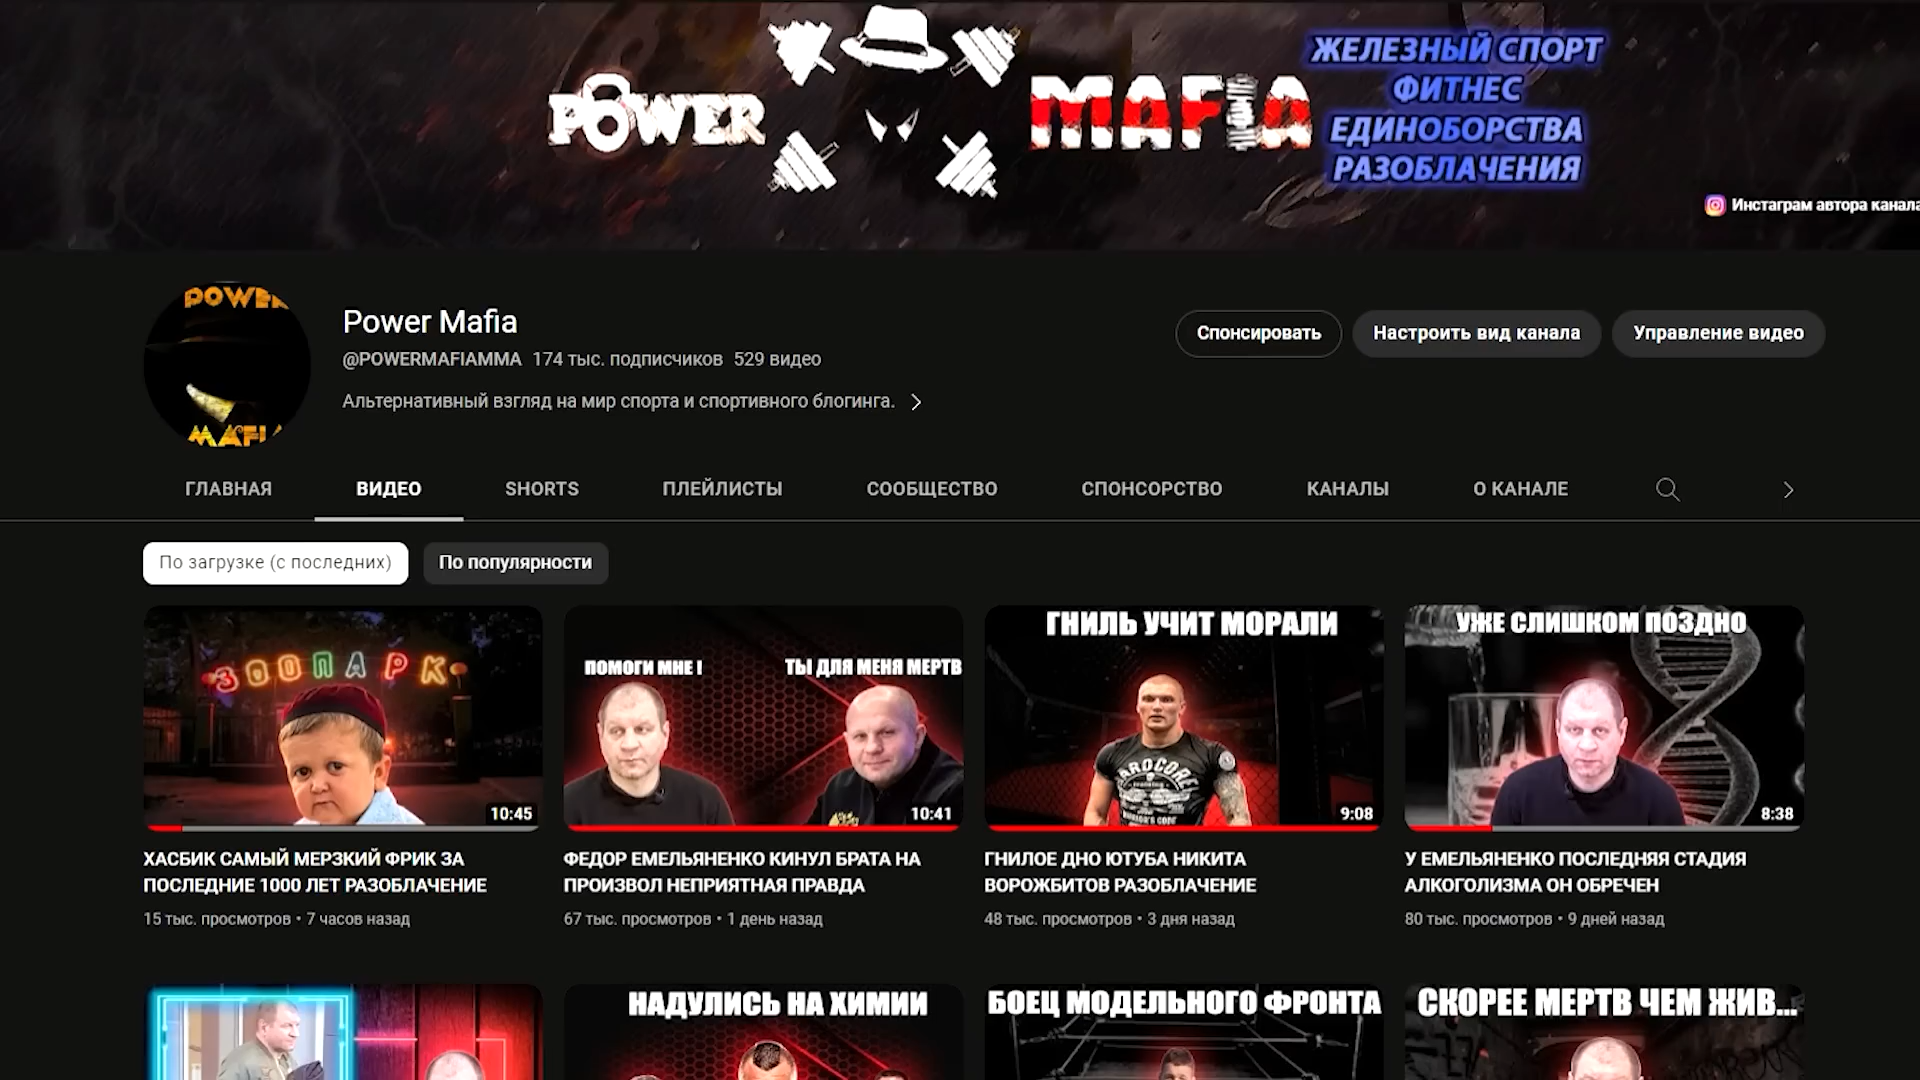 POWER MAFIA
ЖЕЛЕЗНЫЙ СПОРТ
ФИТНЕС
ЕДИНОБОРСТВА
РАЗОБЛАЧЕНИЯ
Инстаграм автора канала
POWER
MAFIA
Power Mafia
@POWERMAFIAMMA 174 тыс. подписчиков 529 видео
Альтернативный взгляд на мир спорта и спортивного блогинга.
Спонсировать
Настроить вид канала
Управление видео
ГЛАВНАЯ ВИДЕО SHORTS ПЛЕЙЛИСТЫ СООБЩЕСТВО СПОНСОРСТВО КАНАЛЫ О КАНАЛЕ
По загрузке (с последних) По популярности
ЗООПАРК
10:45
ХАСБИК САМЫЙ МЕРЗКИЙ ФРИК ЗА
ПОСЛЕДНИЕ 1000 ЛЕТ РАЗОБЛАЧЕНИЕ
15 тыс. просмотров • 7 часов назад
ПОМОГИ МНЕ !
ТЫ ДЛЯ МЕНЯ МЕРТВ
10:41
ФЕДОР ЕМЕЛЬЯНЕНКО КИНУЛ БРАТА НА
ПРОИЗВОЛ НЕПРИЯТНАЯ ПРАВДА
67 тыс. просмотров • 1 день назад
ГНИЛЬ УЧИТ МОРАЛИ
HARDCORE
9:08
ГНИЛОЕ ДНО ЮТУБА НИКИТА
ВОРОЖБИТОВ РАЗОБЛАЧЕНИЕ
48 тыс. просмотров • 3 дня назад
УЖЕ СЛИШКОМ ПОЗДНО
8:38
У ЕМЕЛЬЯНЕНКО ПОСЛЕДНЯЯ СТАДИЯ
АЛКОГОЛИЗМА ОН ОБРЕЧЕН
80 тыс. просмотров • 9 дней назад
НАДУЛИСЬ НА ХИМИИ
БОЕЦ МОДЕЛЬНОГО ФРОНТА
СКОРЕЕ МЕРТВ ЧЕМ ЖИВ...